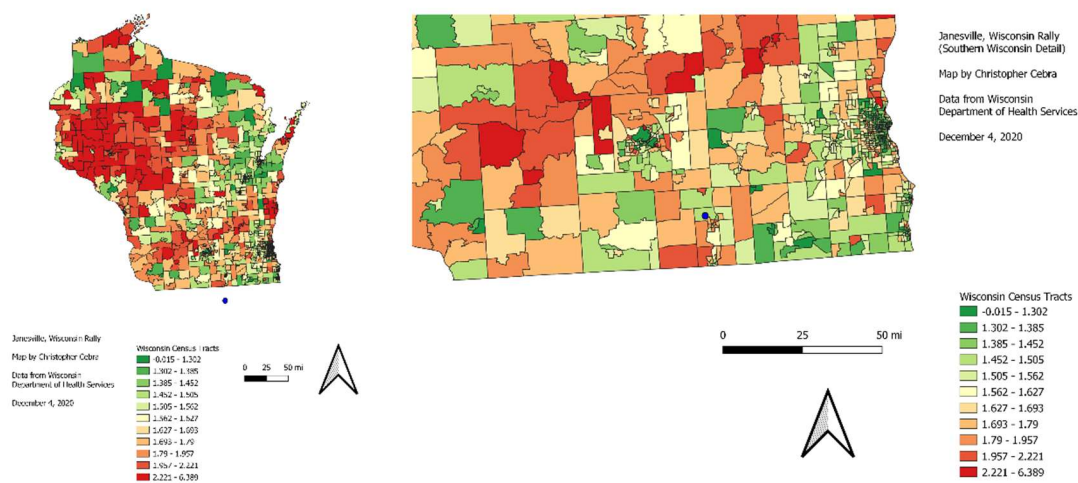 Janesville, Wisconsin Rally
Map by Christopher Cebra
Data from Wisconsin
Department of Health Services
December 4, 2020
Wisconsin Census Tracts
-0.015 - 1.302
1.302 - 1.385
1.385 - 1.452
1.452 - 1.505
1.505 - 1.562
1.562 - 1.627
1.627 - 1.693
1.693 - 1.79
1.79 - 1.957
1.957 - 2.221
2.221 - 6.389
0 25 50 mi
Janesville, Wisconsin Rally
(Southern Wisconsin Detail)
Map by Christopher Cebra
Data from Wisconsin
Department of Health Services
December 4, 2020
0 25 50 mi
Wisconsin Census Tracts
-0.015 - 1.302
1.302 - 1.385
1.385 - 1.452
1.452 - 1.505
1.505 - 1.562
1.562 - 1.627
1.627 - 1.693
1.693 - 1.79
1.79 - 1.957
1.957 - 2.221
2.221 - 6.389